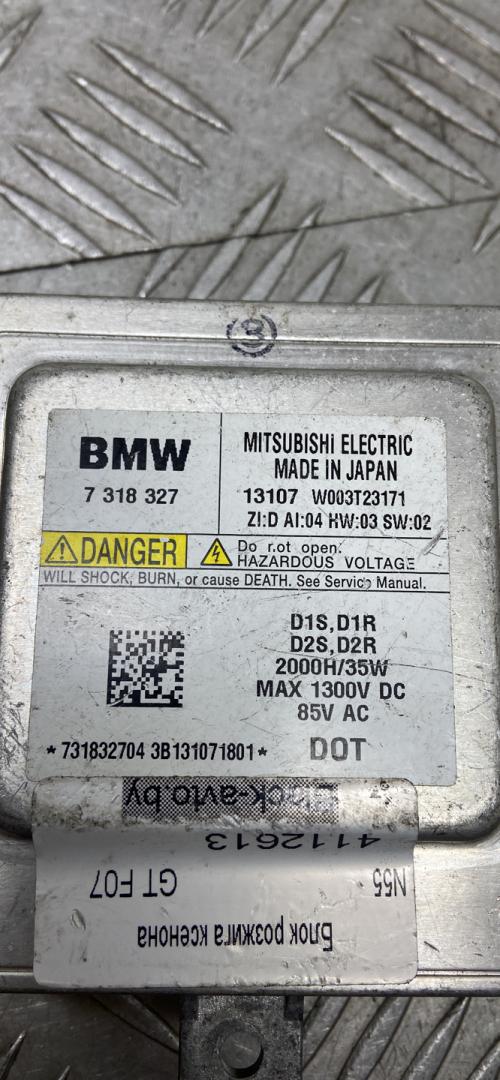 3
BMW
7 318 327
MITSUBISHI ELECTRIC
MADE IN JAPAN
13107 W003T23171
ZI:D AI:04 HW:03 SW:02
DANGER
Do not open.
HAZARDOUS VOLTAGE
WILL SHOCK, BURN, or cause DEATH. See Service Manual.
D1S,D1R
D2S,D2R
2000H/35W
MAX 1300V DC
85V AC
*731832704 3B131071801*
DOT
Блок розжига ксенона
N55 GT F07
4112613